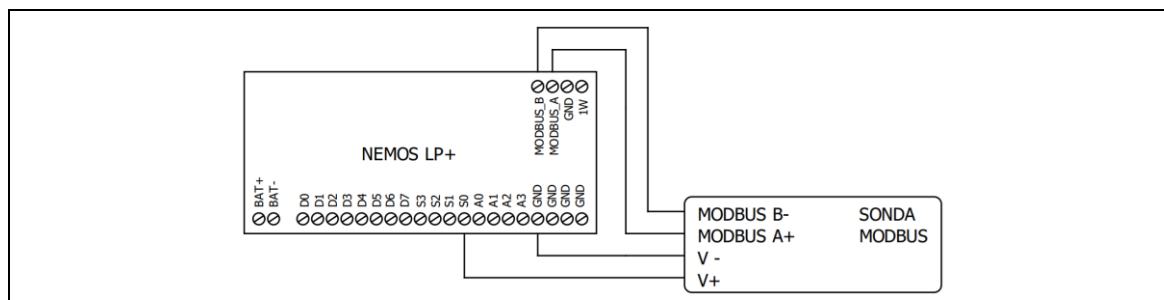 MODBUS_B
MODBUS_A
GND
1W
NEMOS LP+
BAT+
BAT-
D0
D1
D2
D3
D4
D5
D6
D7
S3
S2
S1
S0
A0
A1
A2
A3
GND
GND
GND
GND
MODBUS B- SONDA
MODBUS A+ MODBUS
V -
V+